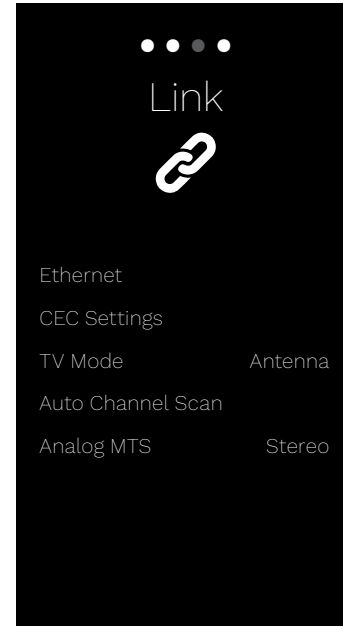 Link
Ethernet
CEC Settings
TV Mode Antenna
Auto Channel Scan
Analog MTS Stereo